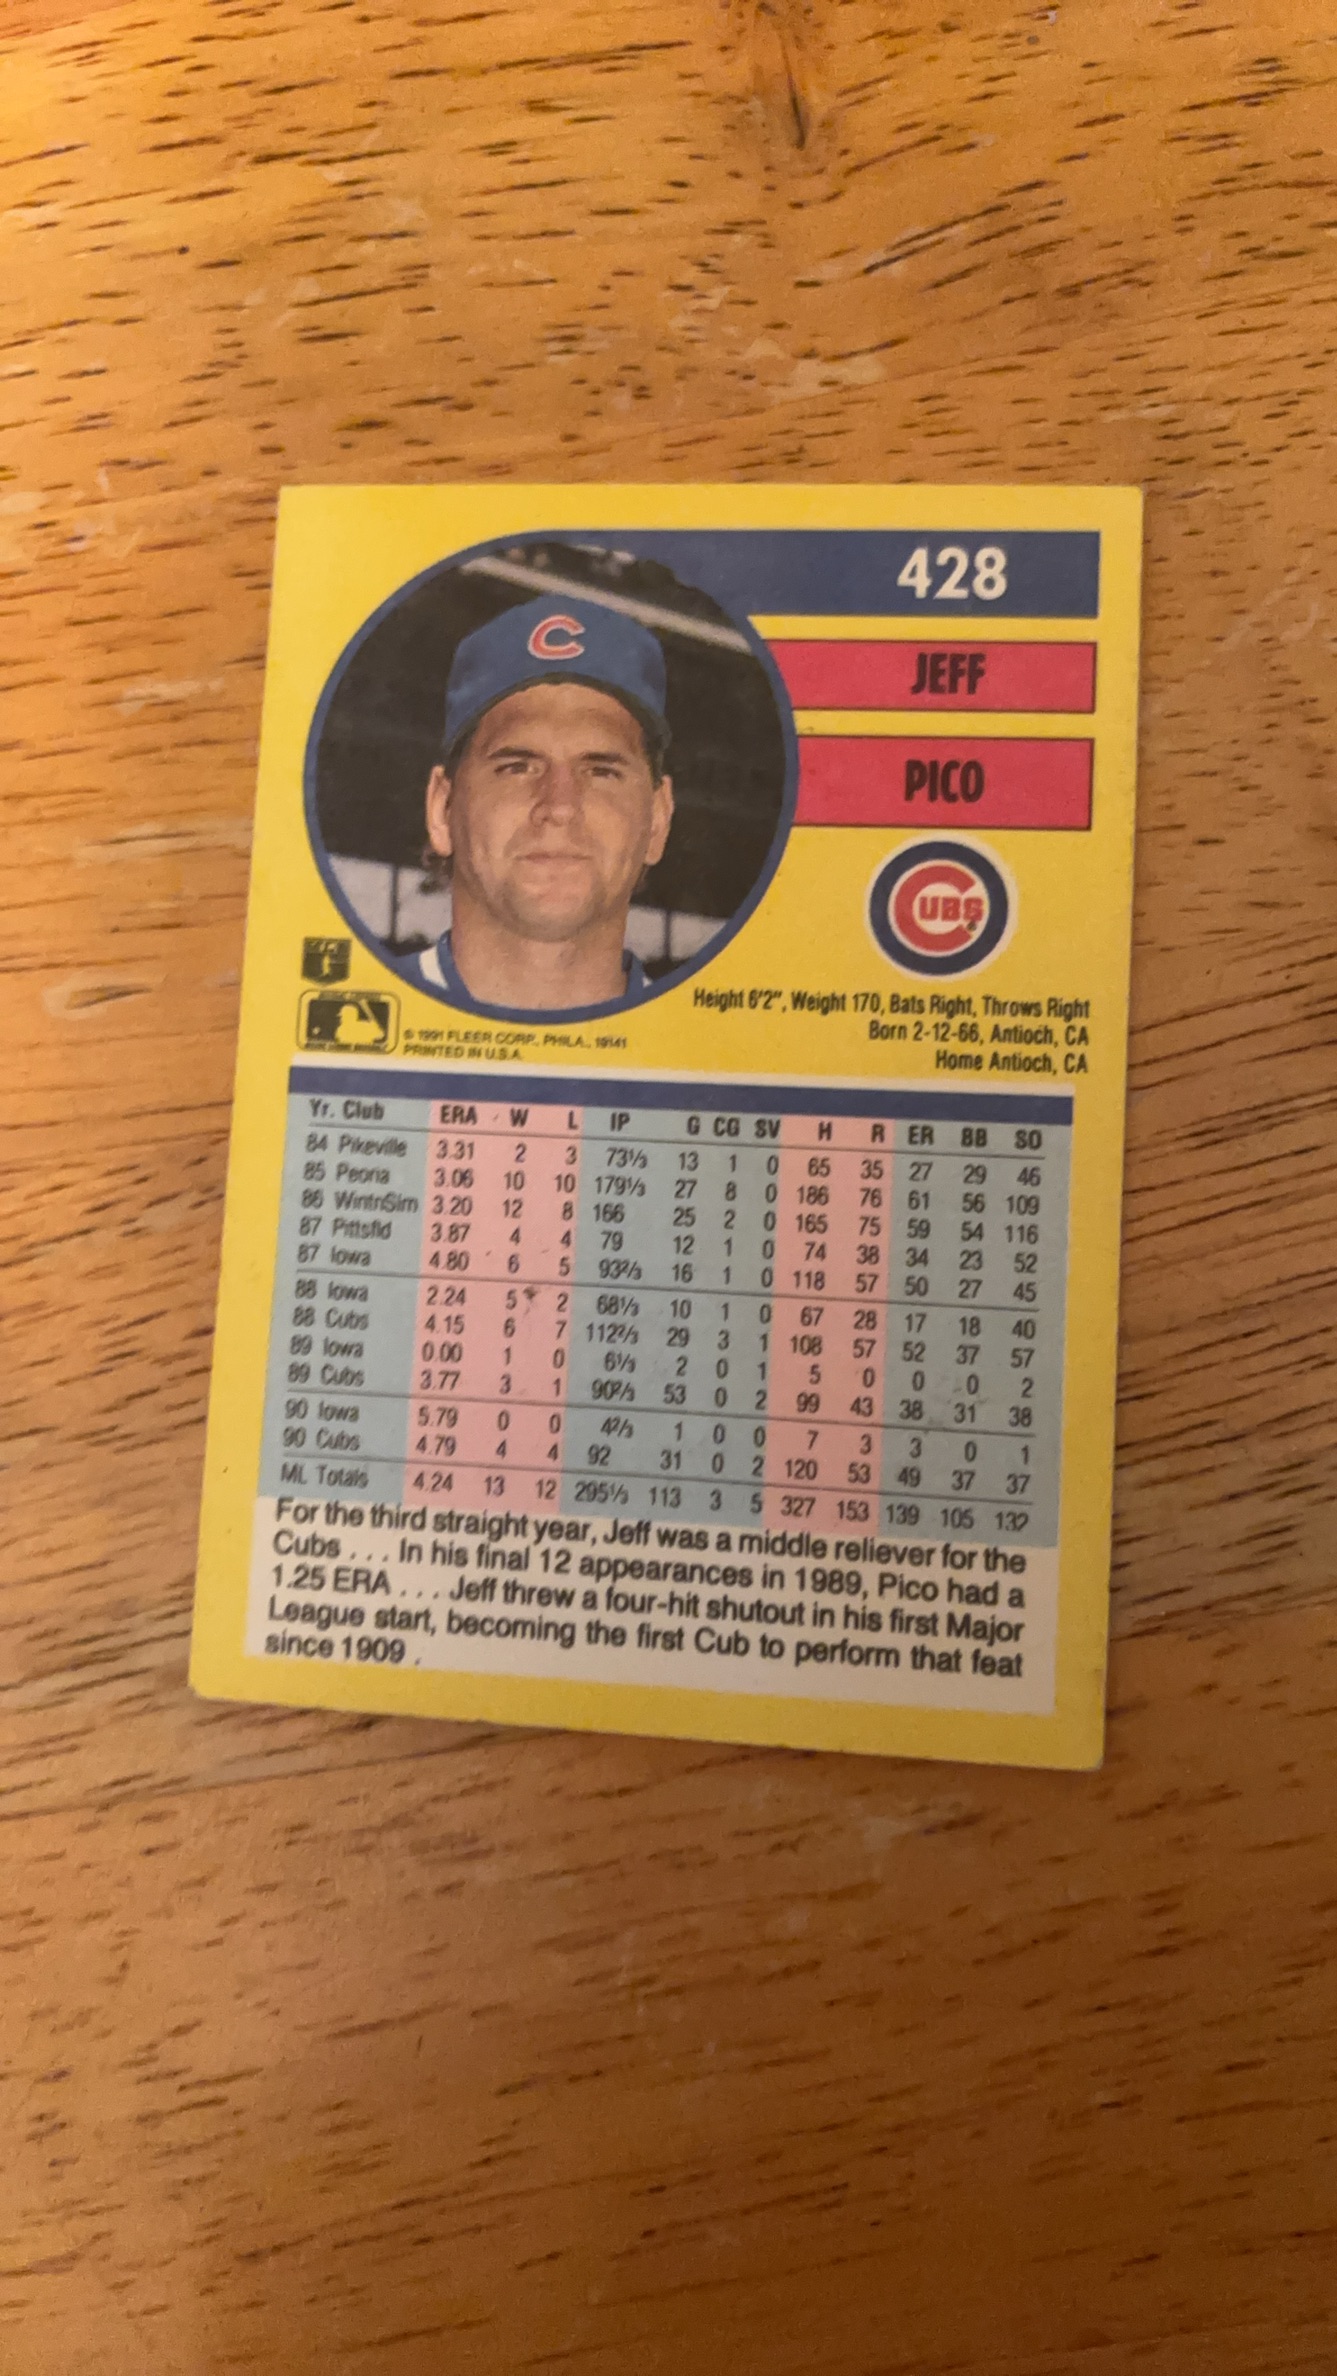 428
JEFF
PICO
C
CUBS
Height 6'2", Weight 170, Bats Right, Throws Right
Born 2-12-66, Antioch, CA
Home Antioch, CA
© 1991 FLEER CORP., PHILA., 19141
PRINTED IN U.S.A.
Yr. Club ERA W L IP G CG SV H R ER BB SO
84 Pikeville 3.31 2 3 73⅓ 13 1 0 65 35 27 29 46
85 Peoria 3.06 10 10 179⅓ 27 8 0 186 76 61 56 109
86 WintnSlm 3.20 12 8 166 25 2 0 165 75 59 54 116
87 Pittsfld 3.87 4 4 79 12 1 0 74 38 34 23 52
87 Iowa 4.80 6 5 93⅔ 16 1 0 118 57 50 27 45
88 Iowa 2.24 5 2 68⅓ 10 1 0 67 28 17 18 40
88 Cubs 4.15 6 7 112⅔ 29 3 1 108 57 52 37 57
89 Iowa 0.00 1 0 6⅓ 2 0 1 5 0 0 0 2
89 Cubs 3.77 3 1 90⅔ 53 0 2 99 43 38 31 38
90 Iowa 5.79 0 0 4⅔ 1 0 0 7 3 3 0 1
90 Cubs 4.79 4 4 92 31 0 2 120 53 49 37 37
ML Totals 4.24 13 12 295⅓ 113 3 5 327 153 139 105 132
For the third straight year, Jeff was a middle reliever for the
Cubs . . . In his final 12 appearances in 1989, Pico had a
1.25 ERA . . . Jeff threw a four-hit shutout in his first Major
League start, becoming the first Cub to perform that feat
since 1909 .